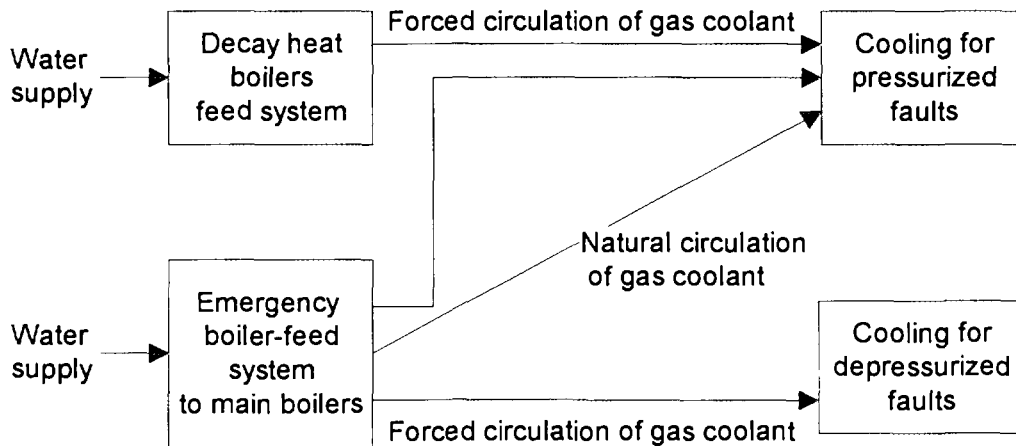 Forced circulation of gas coolant
Water
supply
Decay heat
boilers
feed system
Cooling for
pressurized
faults
Natural circulation
of gas coolant
Water
supply
Emergency
boiler-feed
system
to main boilers
Cooling for
depressurized
faults
Forced circulation of gas coolant